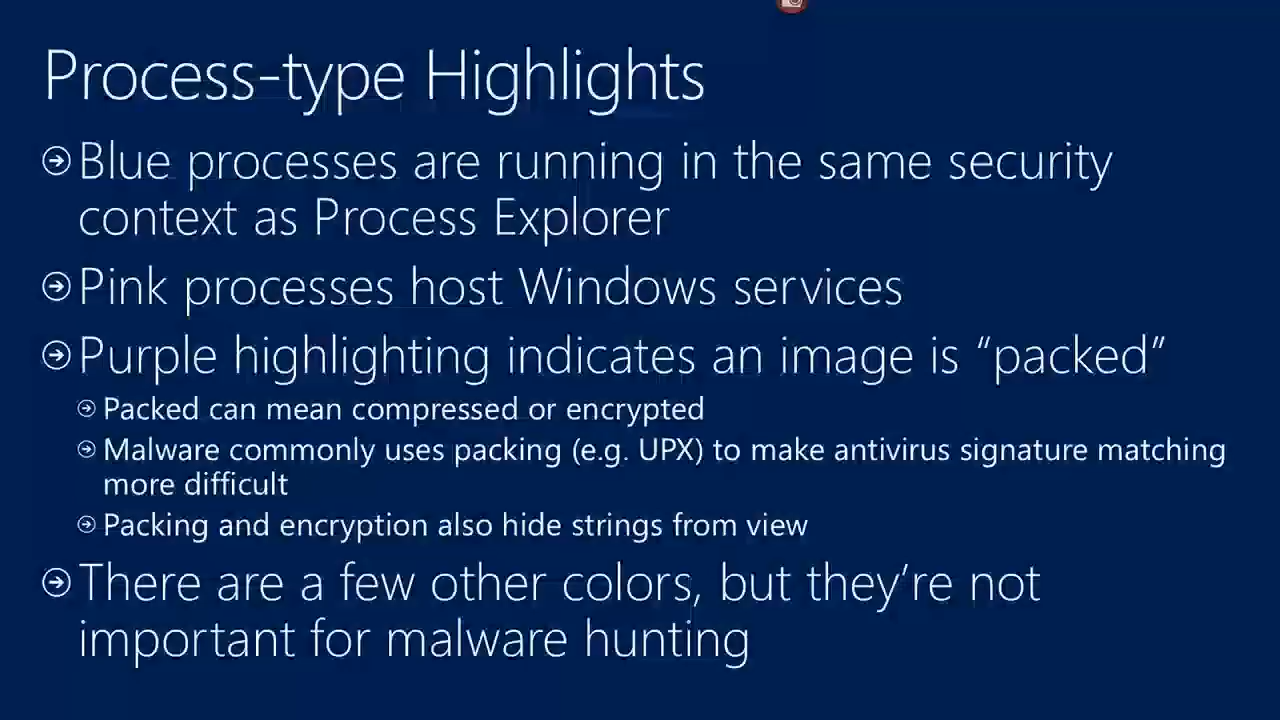 Process-type Highlights
Blue processes are running in the same security
context as Process Explorer
Pink processes host Windows services
Purple highlighting indicates an image is “packed”
Packed can mean compressed or encrypted
Malware commonly uses packing (e.g. UPX) to make antivirus signature matching
more difficult
Packing and encryption also hide strings from view
There are a few other colors, but they’re not
important for malware hunting